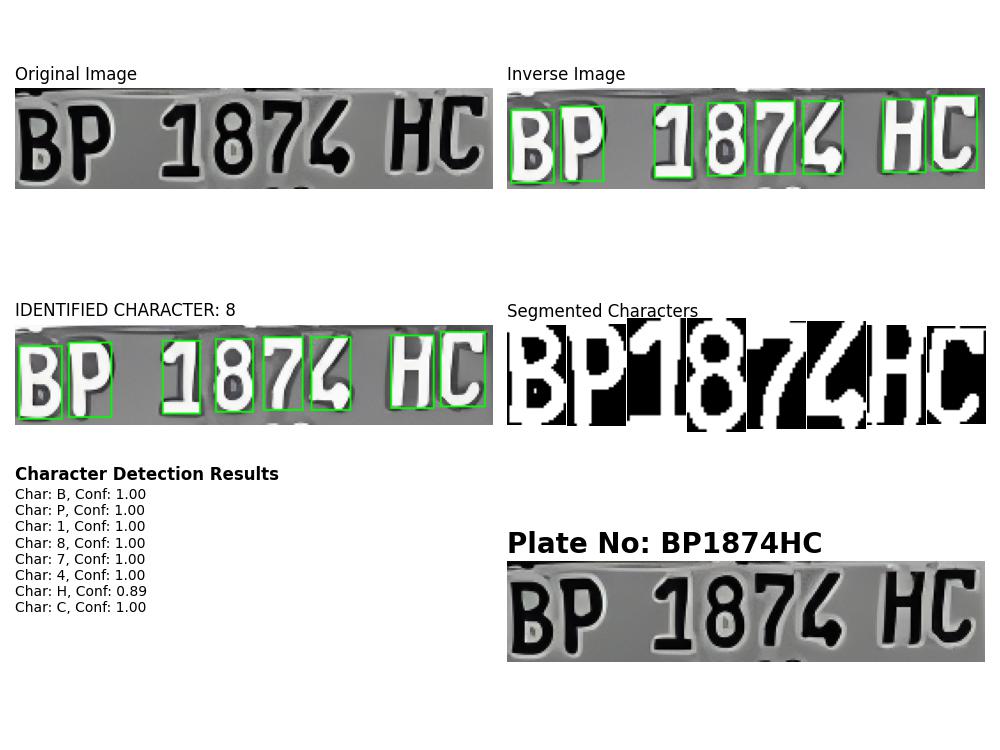 Original Image
BP 1874 HC
Inverse Image
BP 1874 HC
IDENTIFIED CHARACTER: 8
BP 1874 HC
Segmented Characters
BP1874HC
Character Detection Results
Char: B, Conf: 1.00
Char: P, Conf: 1.00
Char: 1, Conf: 1.00
Char: 8, Conf: 1.00
Char: 7, Conf: 1.00
Char: 4, Conf: 1.00
Char: H, Conf: 0.89
Char: C, Conf: 1.00
Plate No: BP1874HC
BP 1874 HC